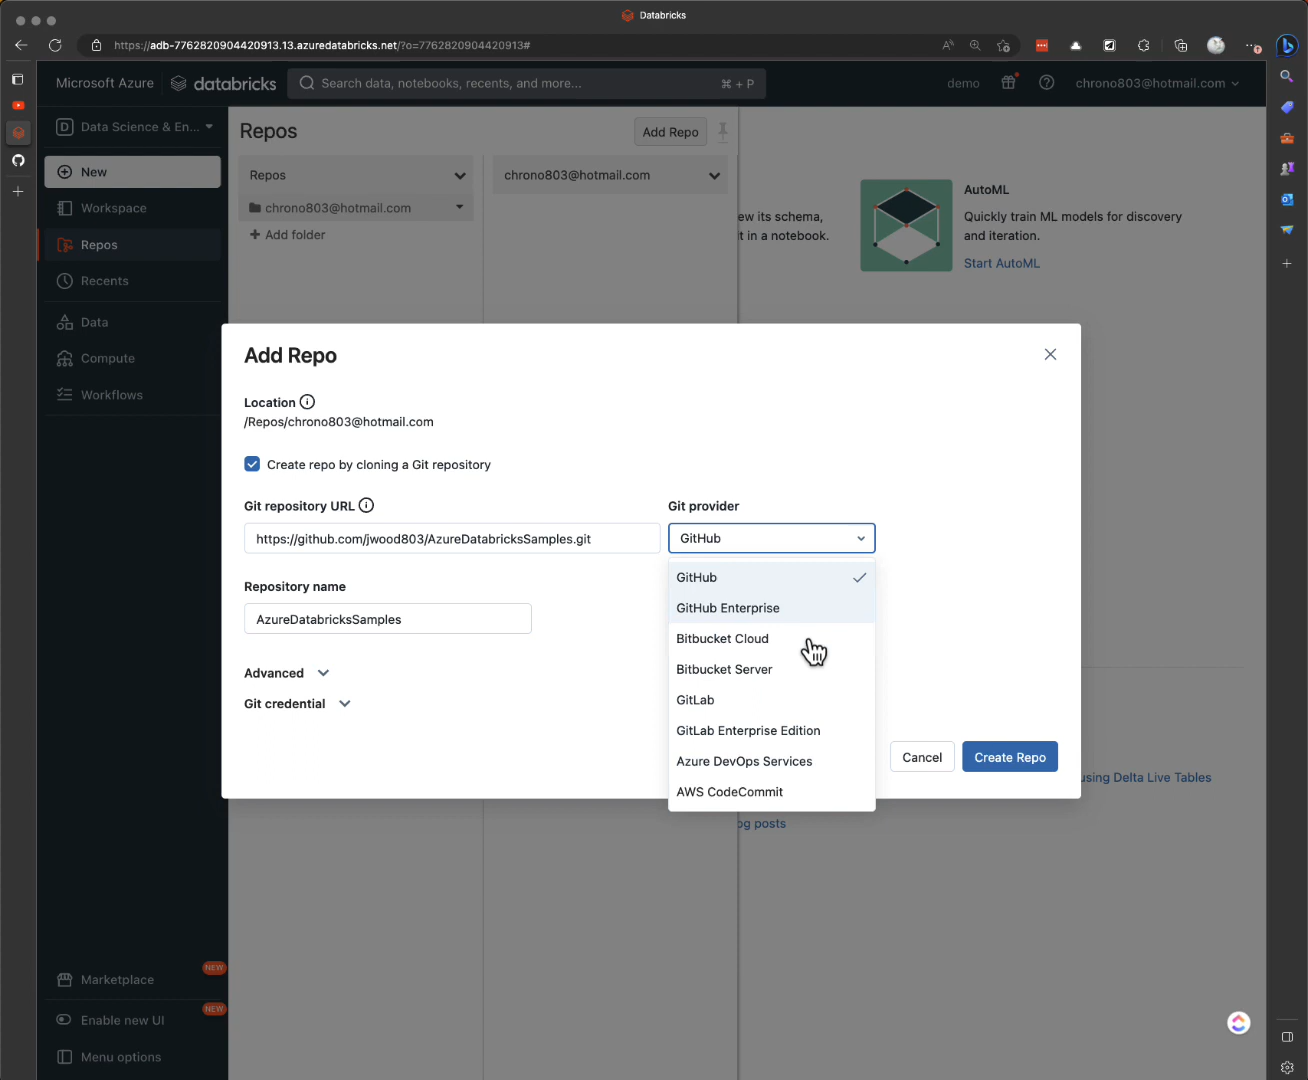 Databricks
https://adb-7762820904420913.13.azuredatabricks.net/?o=7762820904420913#
Microsoft Azure
databricks
Search data, notebooks, recents, and more...
⌘ + P
demo
chrono803@hotmail.com
D
Data Science & En...
New
Workspace
Repos
Recents
Data
Compute
Workflows
Marketplace
NEW
Enable new UI
NEW
Menu options
Repos
Add Repo
Repos
chrono803@hotmail.com
chrono803@hotmail.com
+ Add folder
ew its schema,
t in a notebook.
AutoML
Quickly train ML models for discovery
and iteration.
Start AutoML
Add Repo
Location
/Repos/chrono803@hotmail.com
Create repo by cloning a Git repository
Git repository URL
Git provider
https://github.com/jwood803/AzureDatabricksSamples.git
GitHub
Repository name
AzureDatabricksSamples
Advanced
Git credential
GitHub
GitHub Enterprise
Bitbucket Cloud
Bitbucket Server
GitLab
GitLab Enterprise Edition
Azure DevOps Services
AWS CodeCommit
Cancel
Create Repo
using Delta Live Tables
og posts